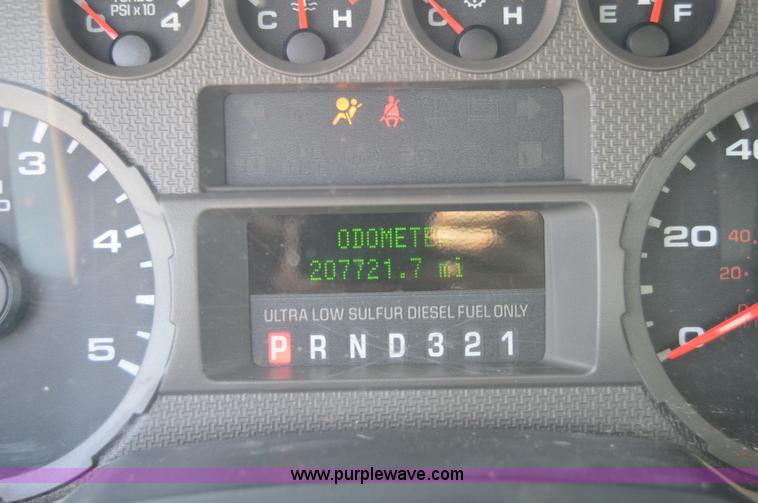 PSI x 10
0 4
C H
C H
E F
3
4
5
40
20
0
40
20
ODOMETE
207721.7 mi
ULTRA LOW SULFUR DIESEL FUEL ONLY
P R N D 3 2 1
www.purplewave.com